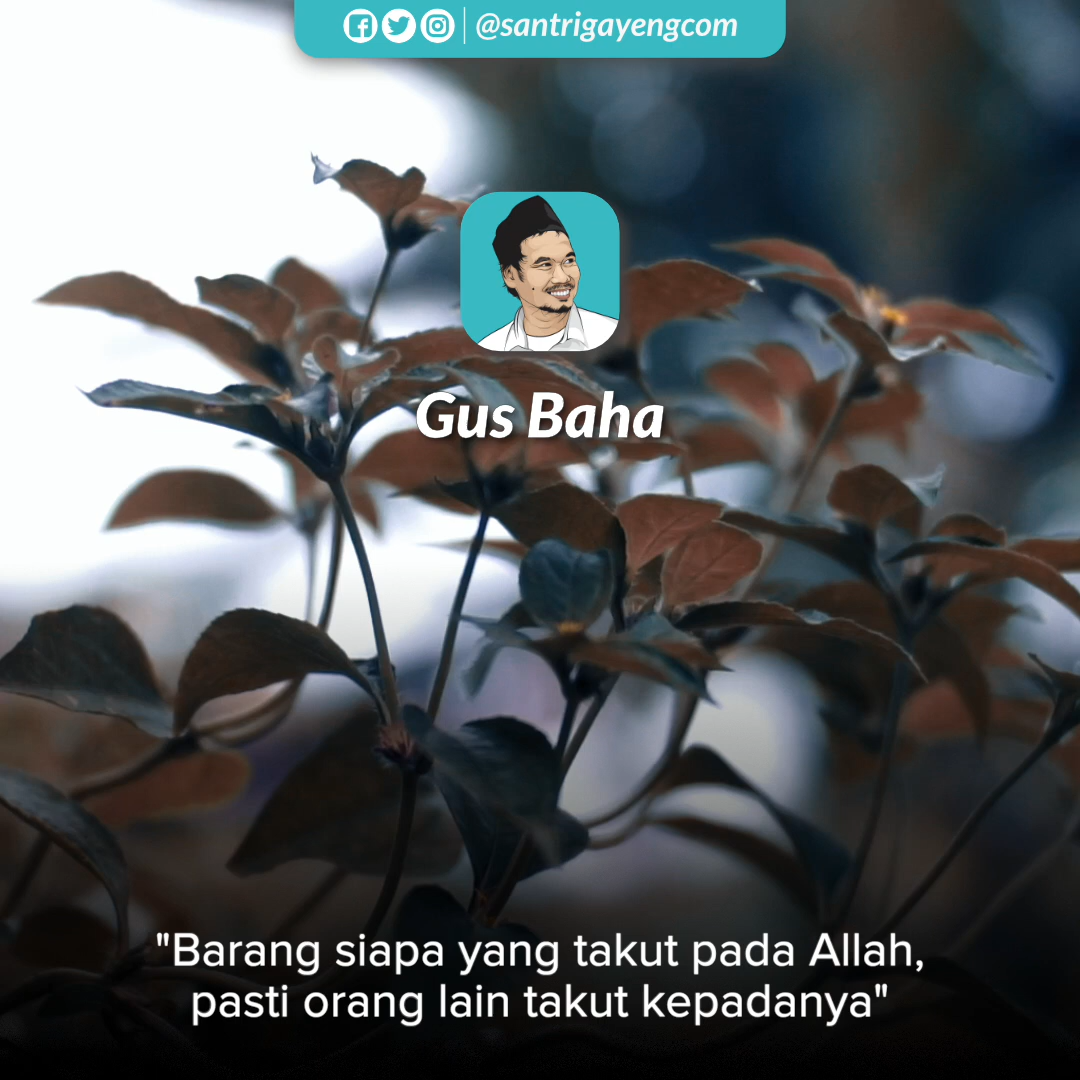 @santrigayengcom
Gus Baha
"Barang siapa yang takut pada Allah,
pasti orang lain takut kepadanya"